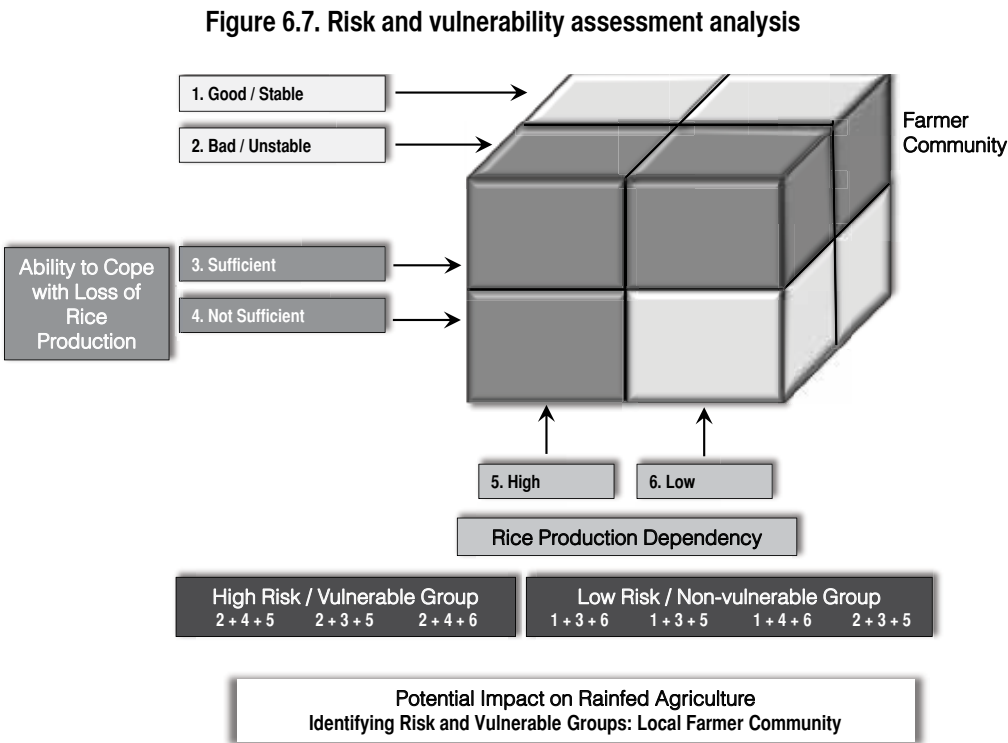 Figure 6.7. Risk and vulnerability assessment analysis
1. Good / Stable
2. Bad / Unstable
Farmer
Community
Ability to Cope
with Loss of
Rice
Production
3. Sufficient
4. Not Sufficient
5. High
6. Low
Rice Production Dependency
High Risk / Vulnerable Group
2 + 4 + 5 2 + 3 + 5 2 + 4 + 6
Low Risk / Non-vulnerable Group
1 + 3 + 6 1 + 3 + 5 1 + 4 + 6 2 + 3 + 5
Potential Impact on Rainfed Agriculture
Identifying Risk and Vulnerable Groups: Local Farmer Community